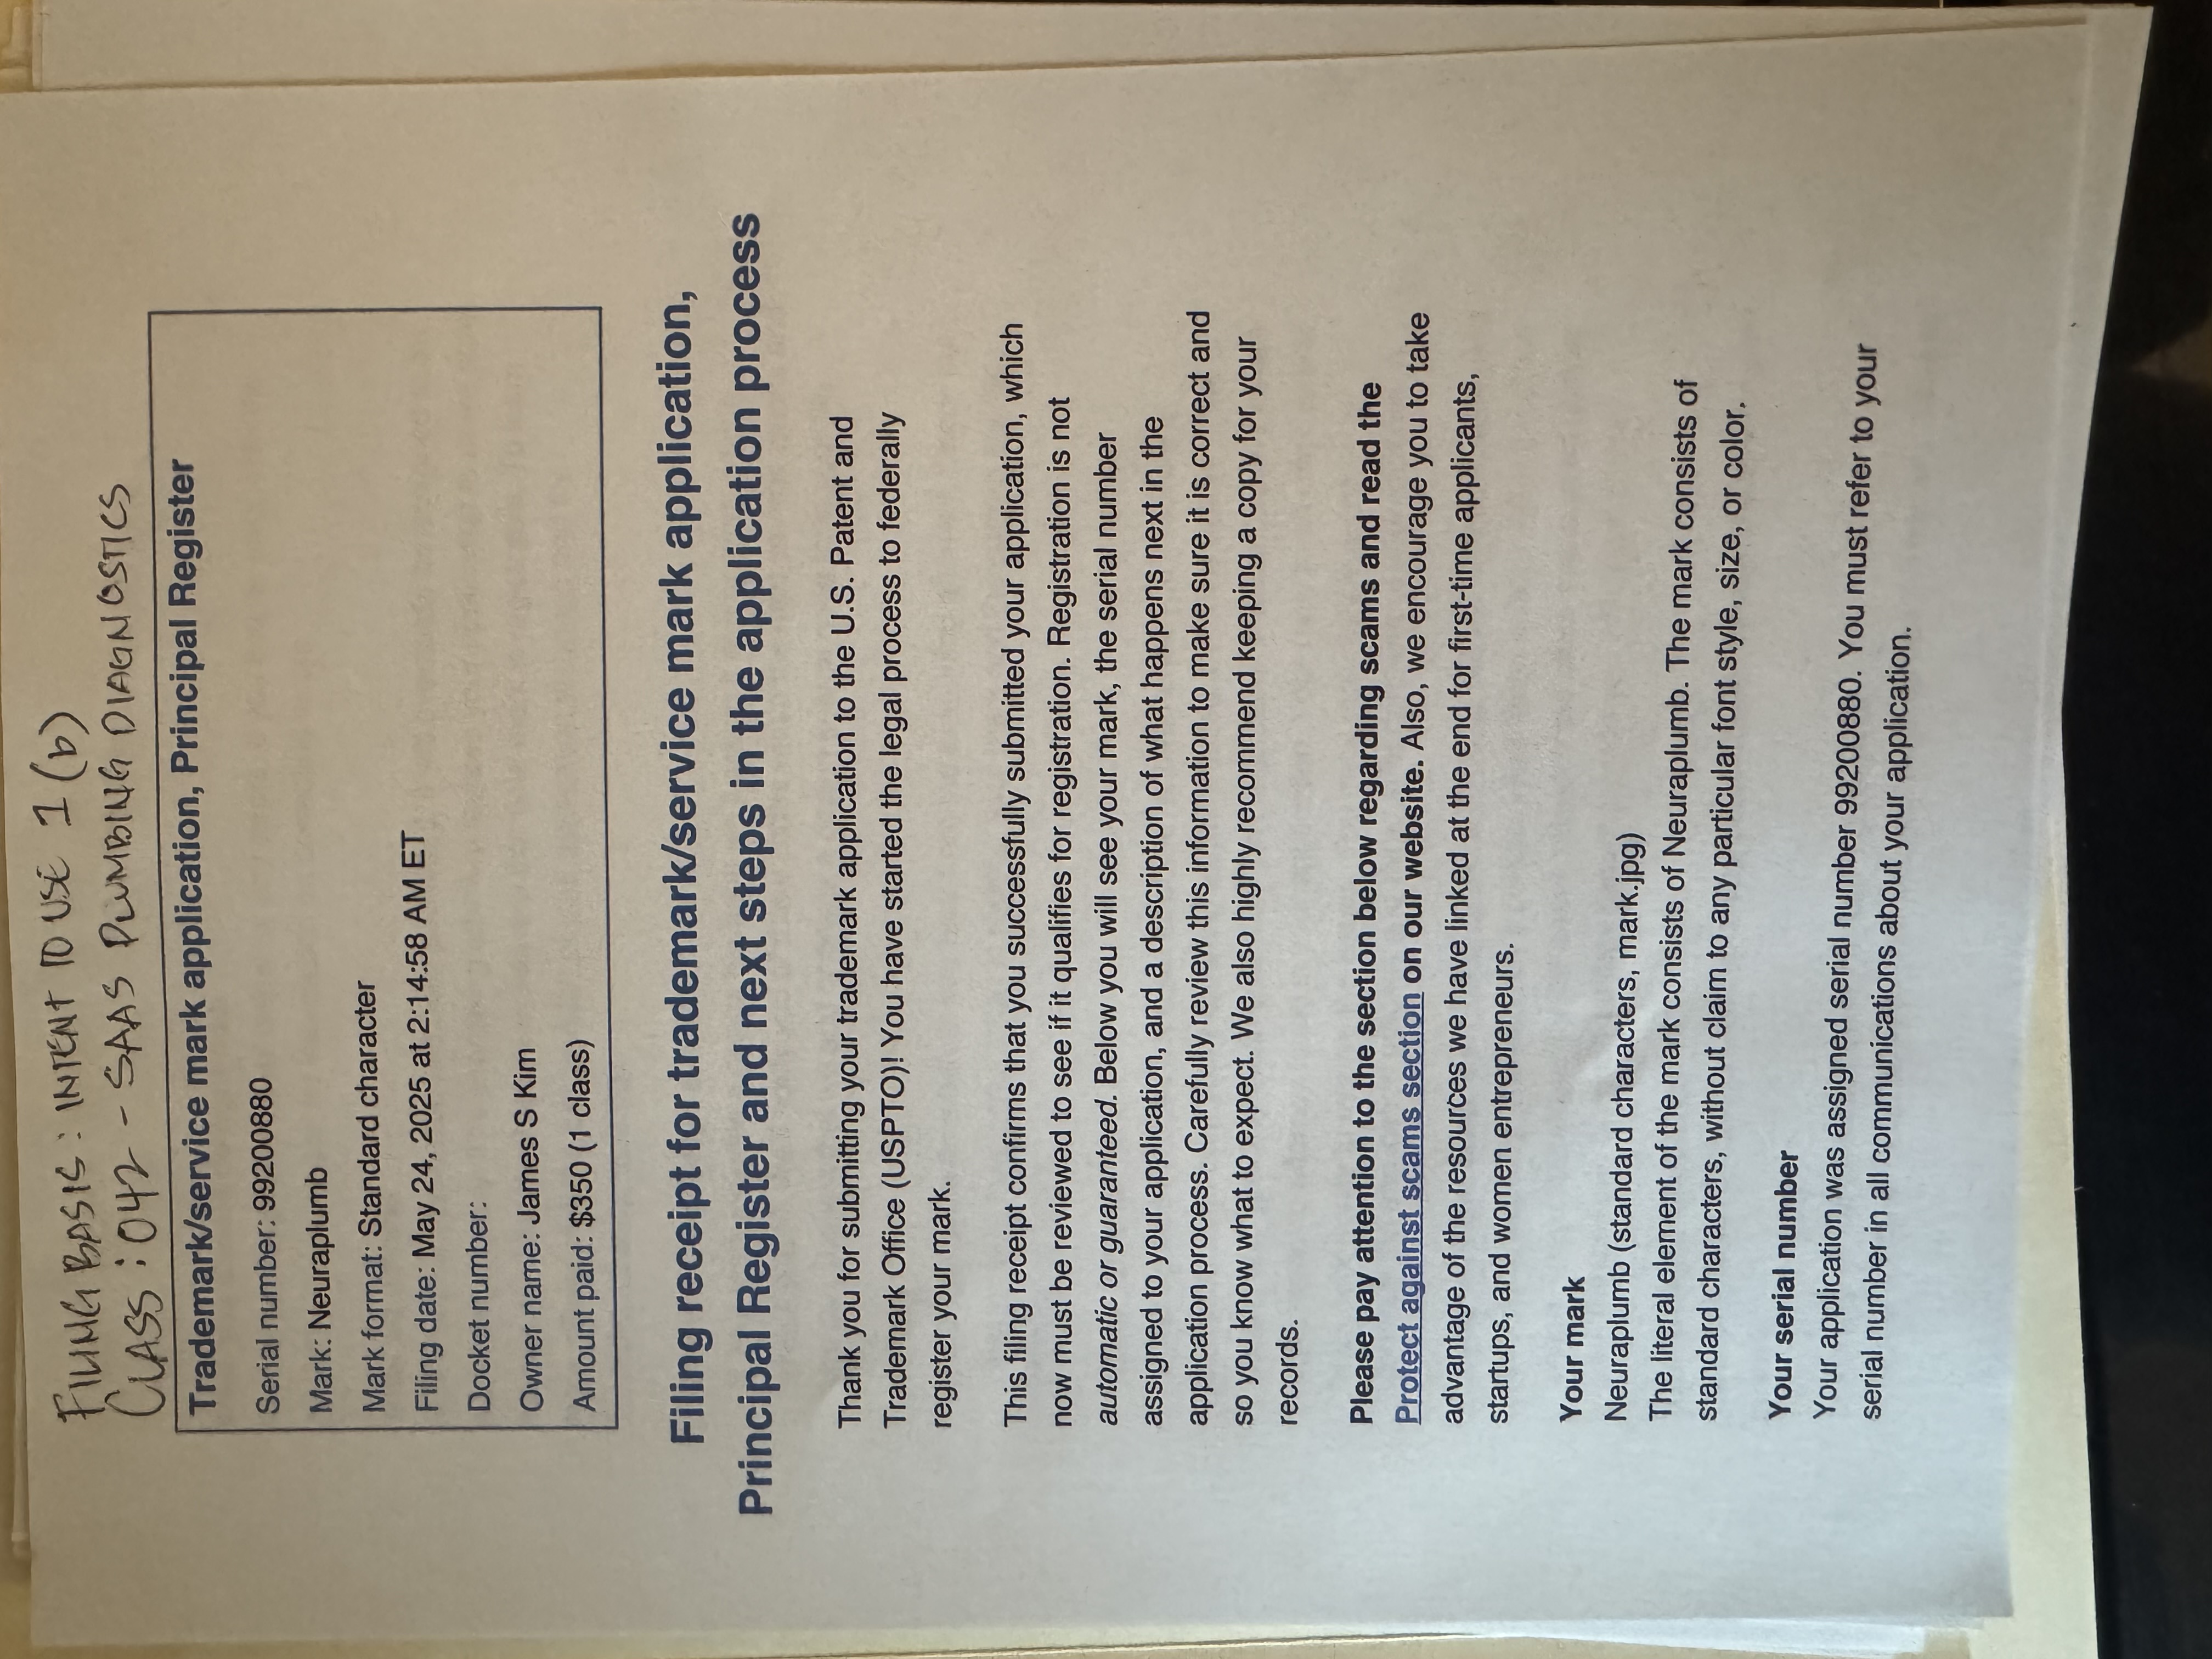 FILING BASIS: INTENT TO USE 1(b)
CLASS: 042 - SAAS PLUMBING DIAGNOSTICS
Trademark/service mark application, Principal Register
Serial number: 99200880
Mark: Neuraplumb
Mark format: Standard character
Filing date: May 24, 2025 at 2:14:58 AM ET
Docket number:
Owner name: James S Kim
Amount paid: $350 (1 class)
Filing receipt for trademark/service mark application,
Principal Register and next steps in the application process
Thank you for submitting your trademark application to the U.S. Patent and
Trademark Office (USPTO)! You have started the legal process to federally
register your mark.
This filing receipt confirms that you successfully submitted your application, which
now must be reviewed to see if it qualifies for registration. Registration is not
automatic or guaranteed. Below you will see your mark, the serial number
assigned to your application, and a description of what happens next in the
application process. Carefully review this information to make sure it is correct and
so you know what to expect. We also highly recommend keeping a copy for your
records.
Please pay attention to the section below regarding scams and read the
Protect against scams section on our website. Also, we encourage you to take
advantage of the resources we have linked at the end for first-time applicants,
startups, and women entrepreneurs.
Your mark
Neuraplumb (standard characters, mark.jpg)
The literal element of the mark consists of Neuraplumb. The mark consists of
standard characters, without claim to any particular font style, size, or color.
Your serial number
Your application was assigned serial number 99200880. You must refer to your
serial number in all communications about your application.